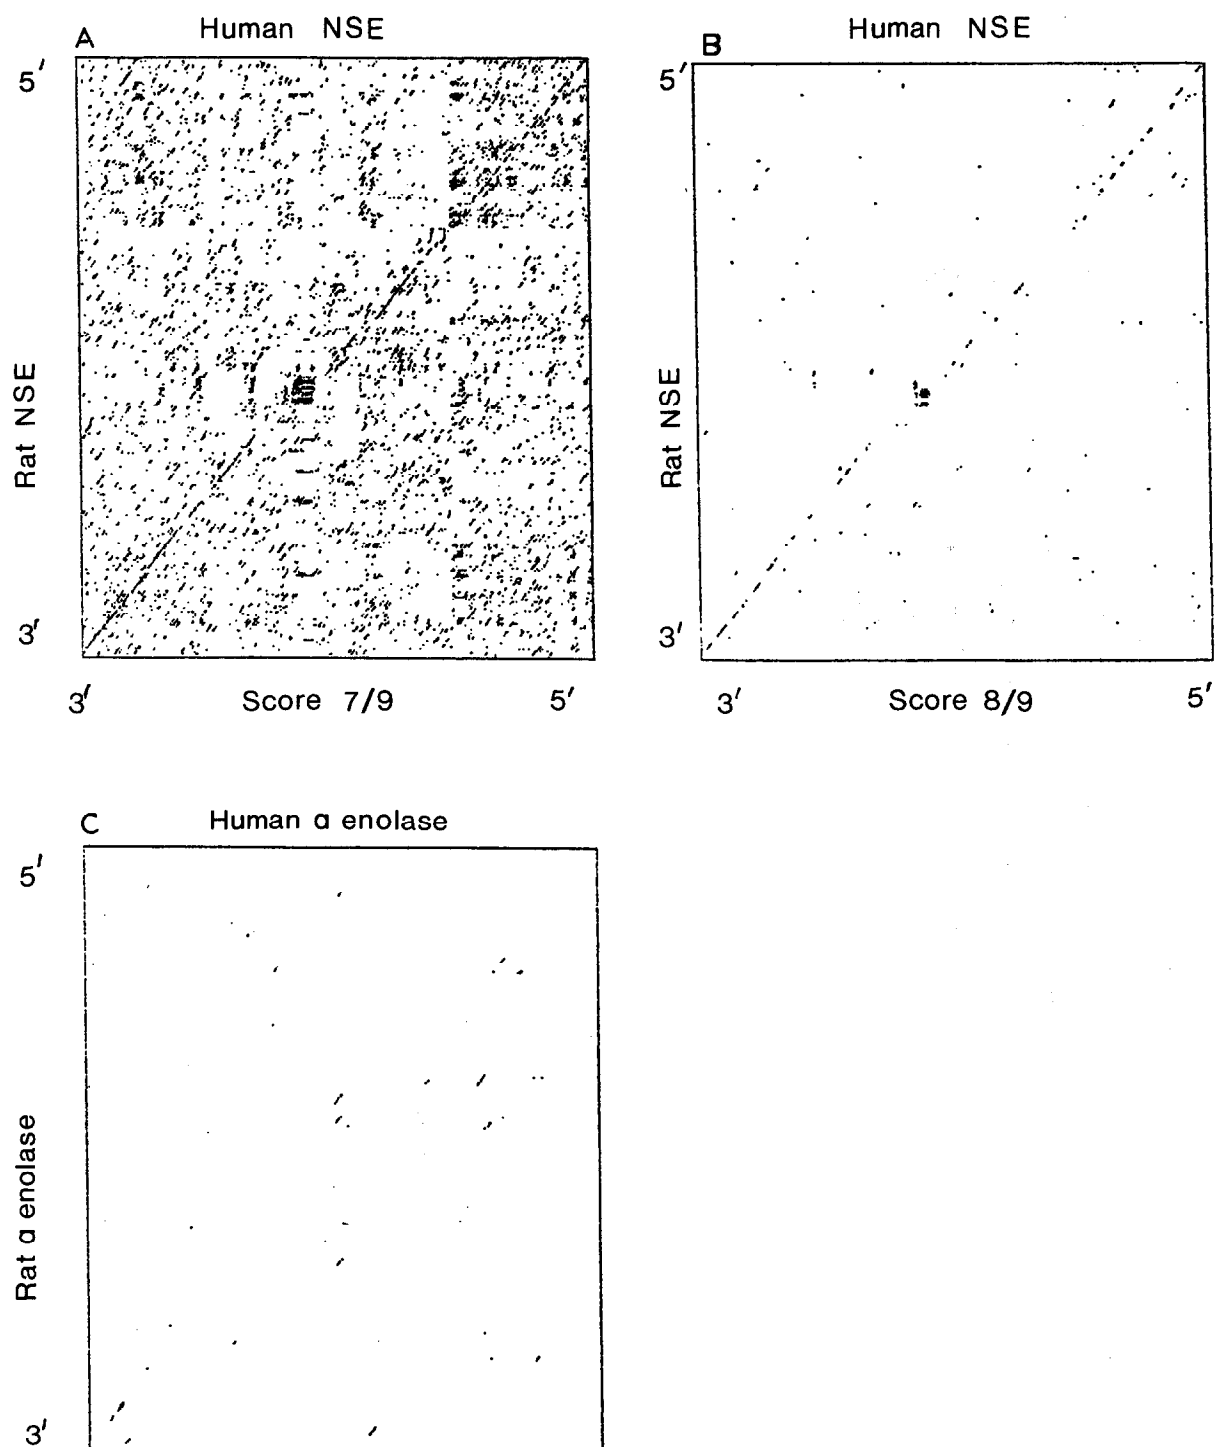 A
Human NSE
5'
Rat NSE
3'
3'
Score 7/9
5'
B
Human NSE
5'
Rat NSE
3'
3'
Score 8/9
5'
C
Human α enolase
5'
Rat α enolase
3'